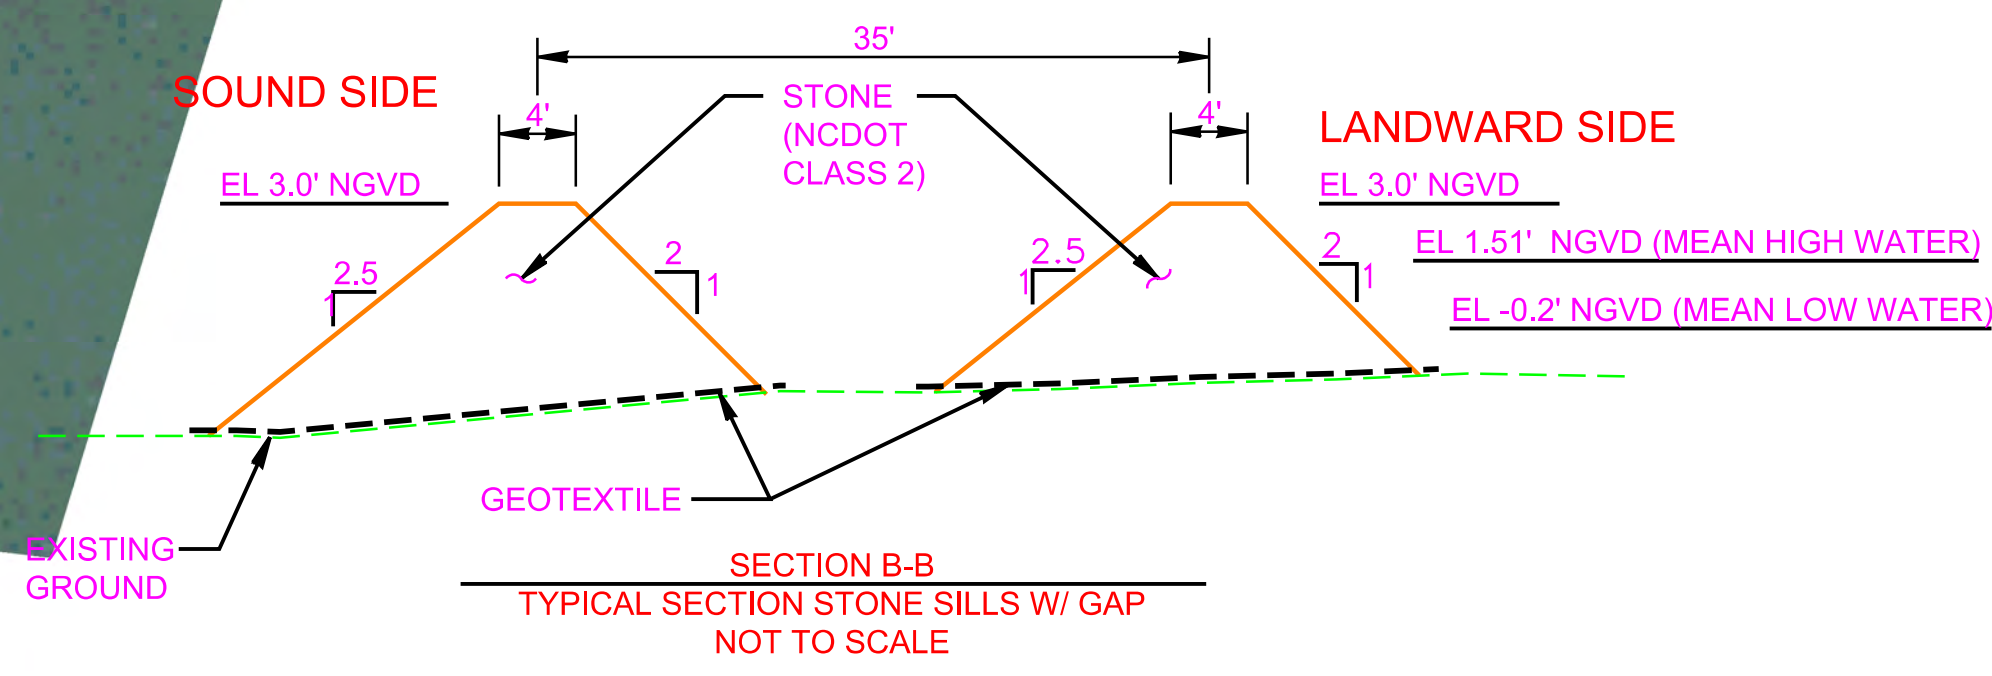 35'
SOUND SIDE
4'
STONE
(NCDOT
CLASS 2)
4'
LANDWARD SIDE
EL 3.0' NGVD
EL 3.0' NGVD
EL 1.51' NGVD (MEAN HIGH WATER)
2.5
1
2
1
2.5
1
2
1
EL -0.2' NGVD (MEAN LOW WATER)
GEOTEXTILE
EXISTING
GROUND
SECTION B-B
TYPICAL SECTION STONE SILLS W/ GAP
NOT TO SCALE